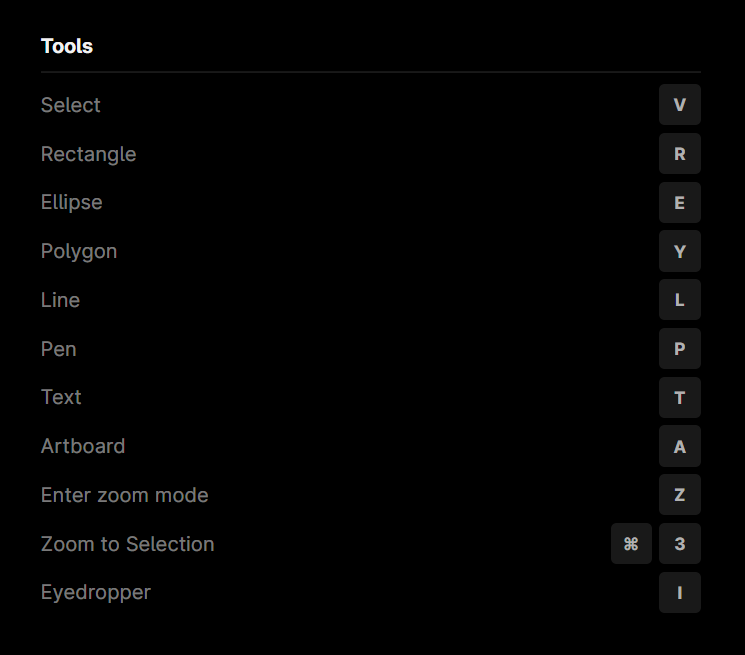 Tools
Select V
Rectangle R
Ellipse E
Polygon Y
Line L
Pen P
Text T
Artboard A
Enter zoom mode Z
Zoom to Selection ⌘ 3
Eyedropper I